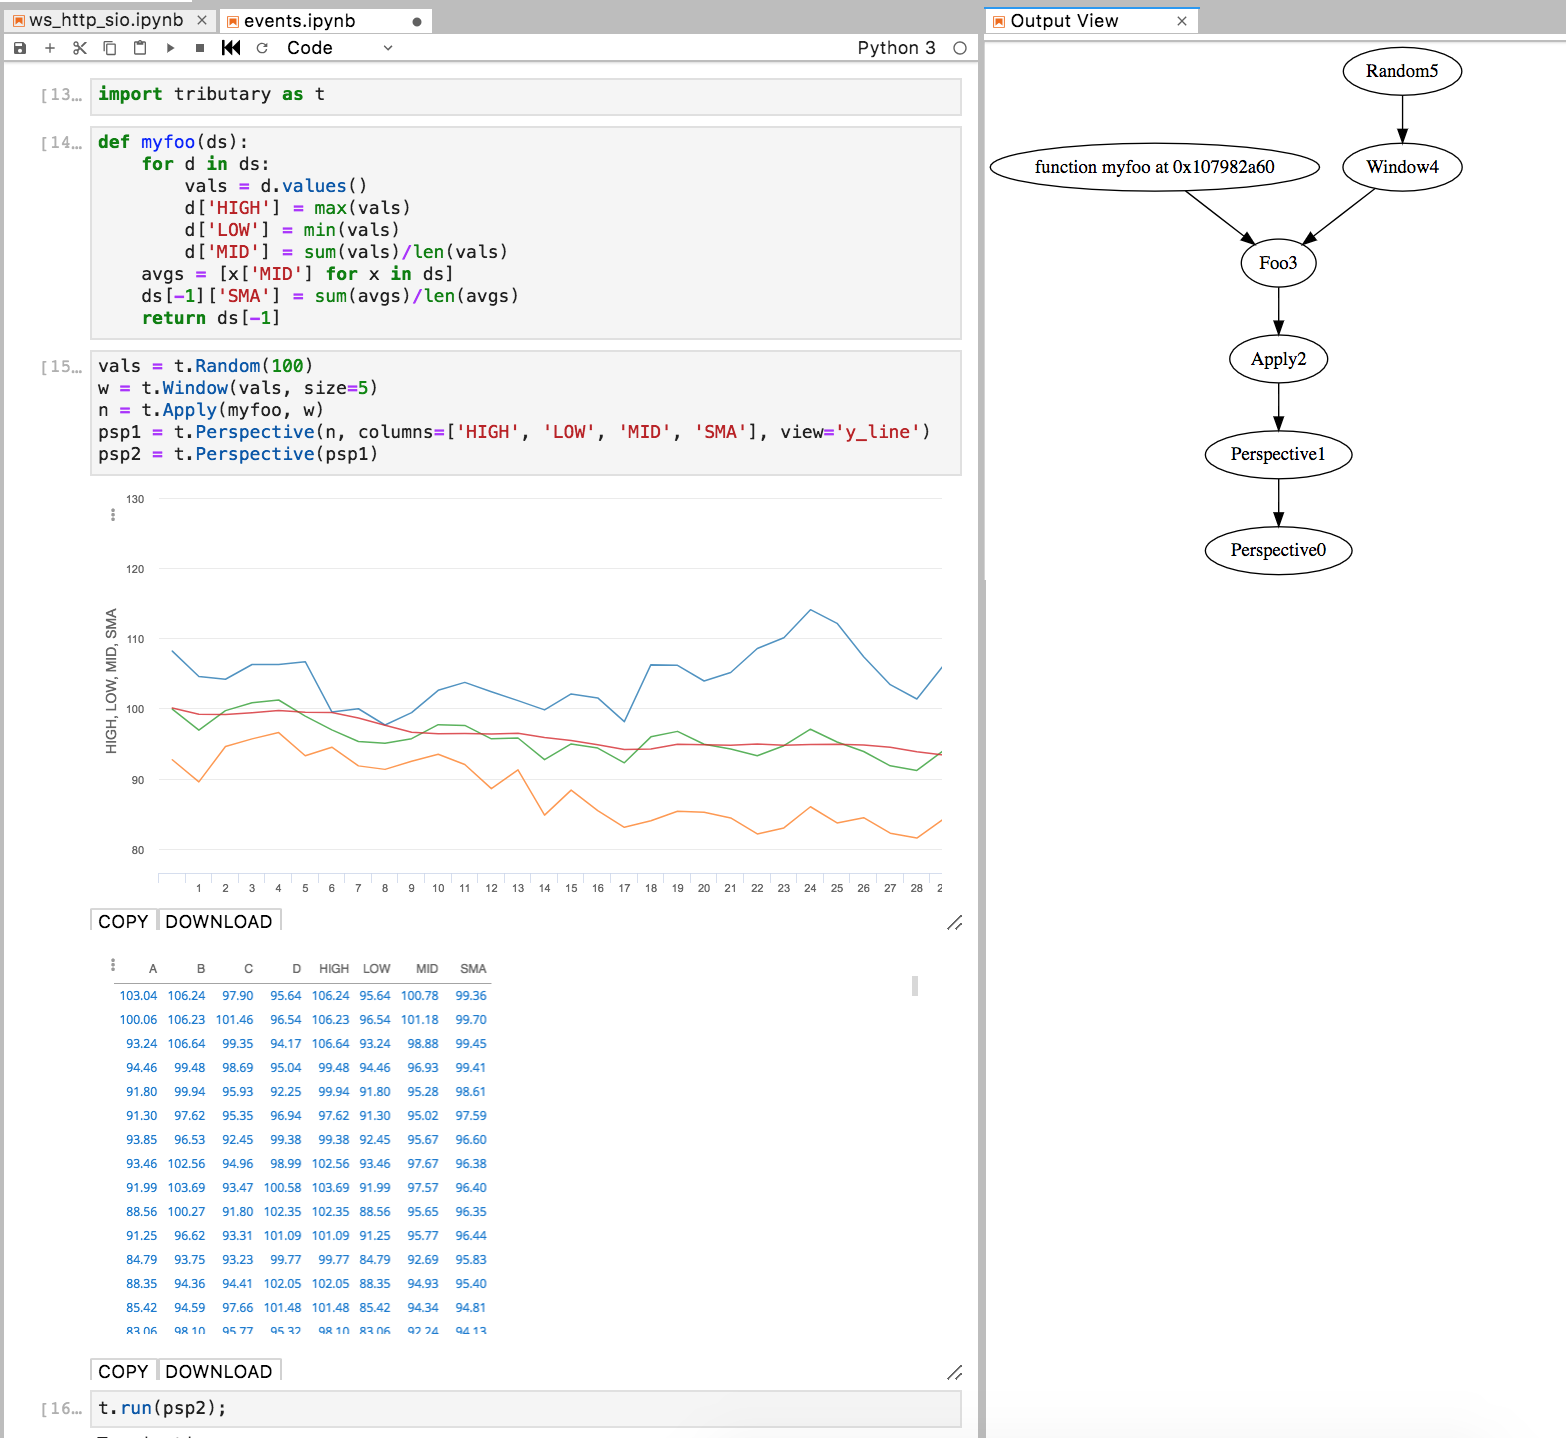 ws_http_sio.ipynb ×
events.ipynb
Code
Python 3
[13…
import tributary as t
[14…
def myfoo(ds):
    for d in ds:
        vals = d.values()
        d['HIGH'] = max(vals)
        d['LOW'] = min(vals)
        d['MID'] = sum(vals)/len(vals)
    avgs = [x['MID'] for x in ds]
    ds[-1]['SMA'] = sum(avgs)/len(avgs)
    return ds[-1]
[15…
vals = t.Random(100)
w = t.Window(vals, size=5)
n = t.Apply(myfoo, w)
psp1 = t.Perspective(n, columns=['HIGH', 'LOW', 'MID', 'SMA'], view='y_line')
psp2 = t.Perspective(psp1)
HIGH, LOW, MID, SMA
130
120
110
100
90
80
1 2 3 4 5 6 7 8 9 10 11 12 13 14 15 16 17 18 19 20 21 22 23 24 25 26 27 28 2
COPY DOWNLOAD
A B C D HIGH LOW MID SMA
103.04 106.24 97.90 95.64 106.24 95.64 100.78 99.36
100.06 106.23 101.46 96.54 106.23 96.54 101.18 99.70
93.24 106.64 99.35 94.17 106.64 93.24 98.88 99.45
94.46 99.48 98.69 95.04 99.48 94.46 96.93 99.41
91.80 99.94 95.93 92.25 99.94 91.80 95.28 98.61
91.30 97.62 95.35 96.94 97.62 91.30 95.02 97.59
93.85 96.53 92.45 99.38 99.38 92.45 95.67 96.60
93.46 102.56 94.96 98.99 102.56 93.46 97.67 96.38
91.99 103.69 93.47 100.58 103.69 91.99 97.57 96.40
88.56 100.27 91.80 102.35 102.35 88.56 95.65 96.35
91.25 96.62 93.31 101.09 101.09 91.25 95.77 96.44
84.79 93.75 93.23 99.77 99.77 84.79 92.69 95.83
88.35 94.36 94.41 102.05 102.05 88.35 94.93 95.40
85.42 94.59 97.66 101.48 101.48 85.42 94.34 94.81
83.06 98.10 95.77 95.32 98.10 83.06 92.24 94.13
COPY DOWNLOAD
[16…
t.run(psp2);
Output View ×
Random5
function myfoo at 0x107982a60
Window4
Foo3
Apply2
Perspective1
Perspective0